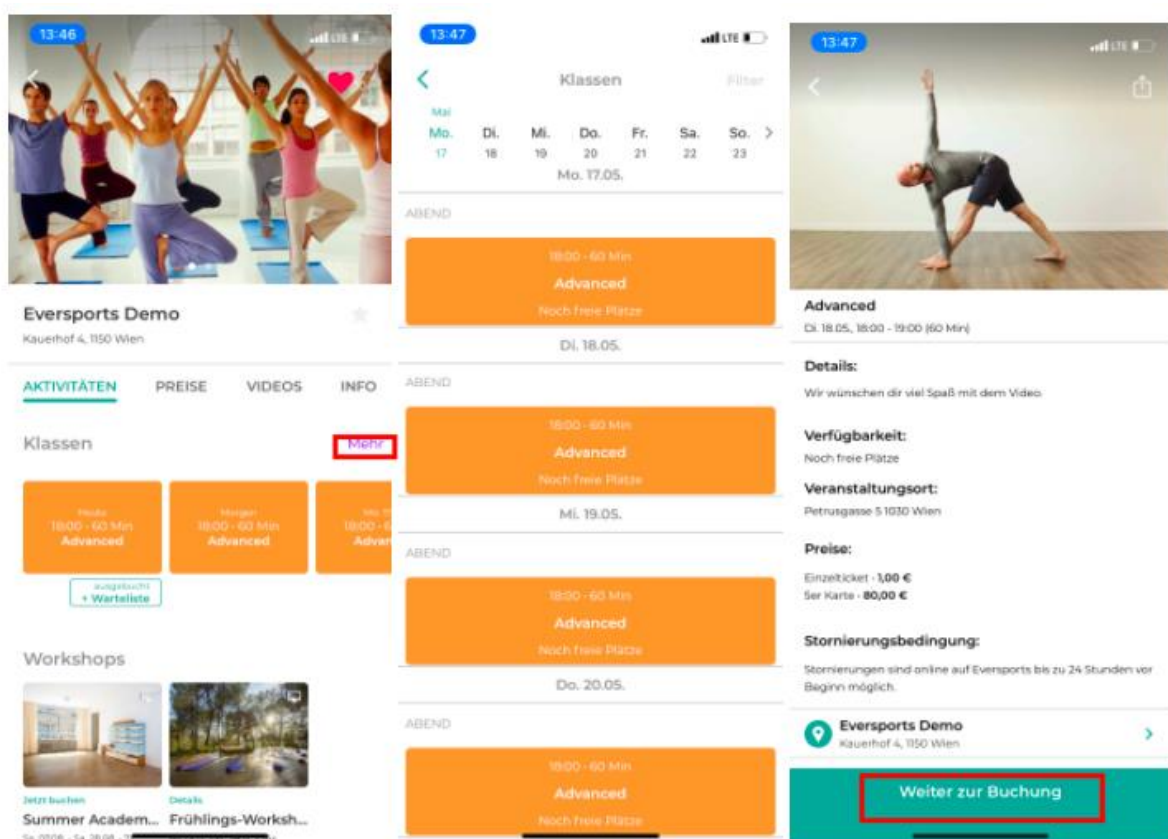 13:46
LTE
Eversports Demo
Kauerhof 4, 1150 Wien
AKTIVITÄTEN PREISE VIDEOS INFO
Klassen Mehr
Heute
18:00 - 60 Min
Advanced
Morgen
18:00 - 60 Min
Advanced
ausgebucht
+ Warteliste
Workshops
Jetzt buchen
Summer Academ...
Details
Frühlings-Worksh...
13:47
LTE
Klassen Filter
Mai
Mo. Di. Mi. Do. Fr. Sa. So.
17 18 19 20 21 22 23
Mo. 17.05.
ABEND
18:00 - 60 Min
Advanced
Noch freie Plätze
Di. 18.05.
ABEND
18:00 - 60 Min
Advanced
Noch freie Plätze
Mi. 19.05.
ABEND
18:00 - 60 Min
Advanced
Noch freie Plätze
Do. 20.05.
ABEND
18:00 - 60 Min
Advanced
Noch freie Plätze
13:47
LTE
Advanced
Di. 18.05., 18:00 - 19:00 (60 Min)
Details:
Wir wünschen dir viel Spaß mit dem Video.
Verfügbarkeit:
Noch freie Plätze
Veranstaltungsort:
Petrusgasse 5 1030 Wien
Preise:
Einzelticket - 1,00 €
5er Karte - 80,00 €
Stornierungsbedingung:
Stornierungen sind online auf Eversports bis zu 24 Stunden vor
Beginn möglich.
Eversports Demo
Kauerhof 4, 1150 Wien
Weiter zur Buchung